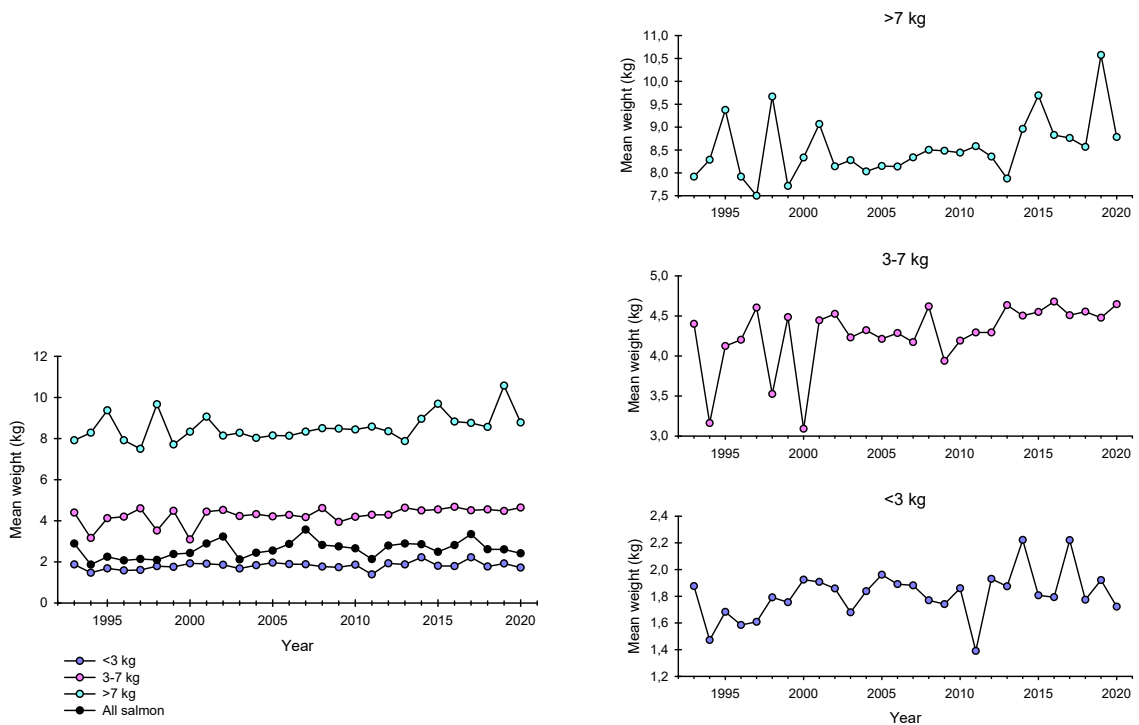 12
10
8
6
4
2
0
Mean weight (kg)
1995 2000 2005 2010 2015 2020
Year
<3 kg
3-7 kg
>7 kg
All salmon
>7 kg
11,0
10,5
10,0
9,5
9,0
8,5
8,0
7,5
Mean weight (kg)
1995 2000 2005 2010 2015 2020
3-7 kg
5,0
4,5
4,0
3,5
3,0
Mean weight (kg)
1995 2000 2005 2010 2015 2020
<3 kg
2,4
2,2
2,0
1,8
1,6
1,4
1,2
Mean weight (kg)
1995 2000 2005 2010 2015 2020
Year